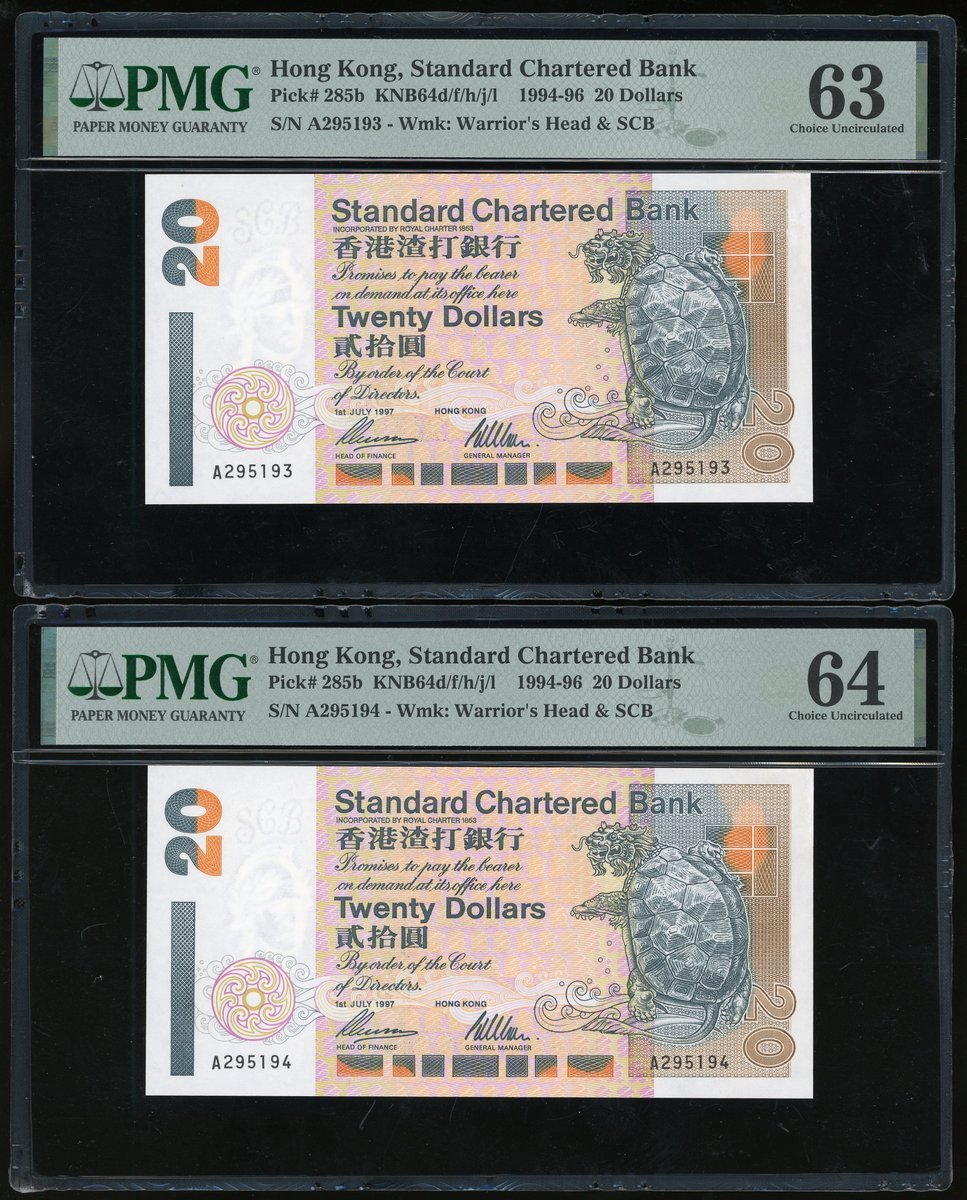 PMG®
PAPER MONEY GUARANTY
Hong Kong, Standard Chartered Bank
Pick# 285b KNB64d/f/h/j/l 1994-96 20 Dollars
S/N A295193 - Wmk: Warrior's Head & SCB
63
Choice Uncirculated
20
SCB
Standard Chartered Bank
INCORPORATED BY ROYAL CHARTER 1853
香港渣打銀行
Promises to pay the bearer
on demand at its office here
Twenty Dollars
貳拾圓
By order of the Court
of Directors.
1st JULY 1997 HONG KONG
HEAD OF FINANCE GENERAL MANAGER
20
A295193 A295193
PMG®
PAPER MONEY GUARANTY
Hong Kong, Standard Chartered Bank
Pick# 285b KNB64d/f/h/j/l 1994-96 20 Dollars
S/N A295194 - Wmk: Warrior's Head & SCB
64
Choice Uncirculated
20
SCB
Standard Chartered Bank
INCORPORATED BY ROYAL CHARTER 1853
香港渣打銀行
Promises to pay the bearer
on demand at its office here
Twenty Dollars
貳拾圓
By order of the Court
of Directors.
1st JULY 1997 HONG KONG
HEAD OF FINANCE GENERAL MANAGER
20
A295194 A295194